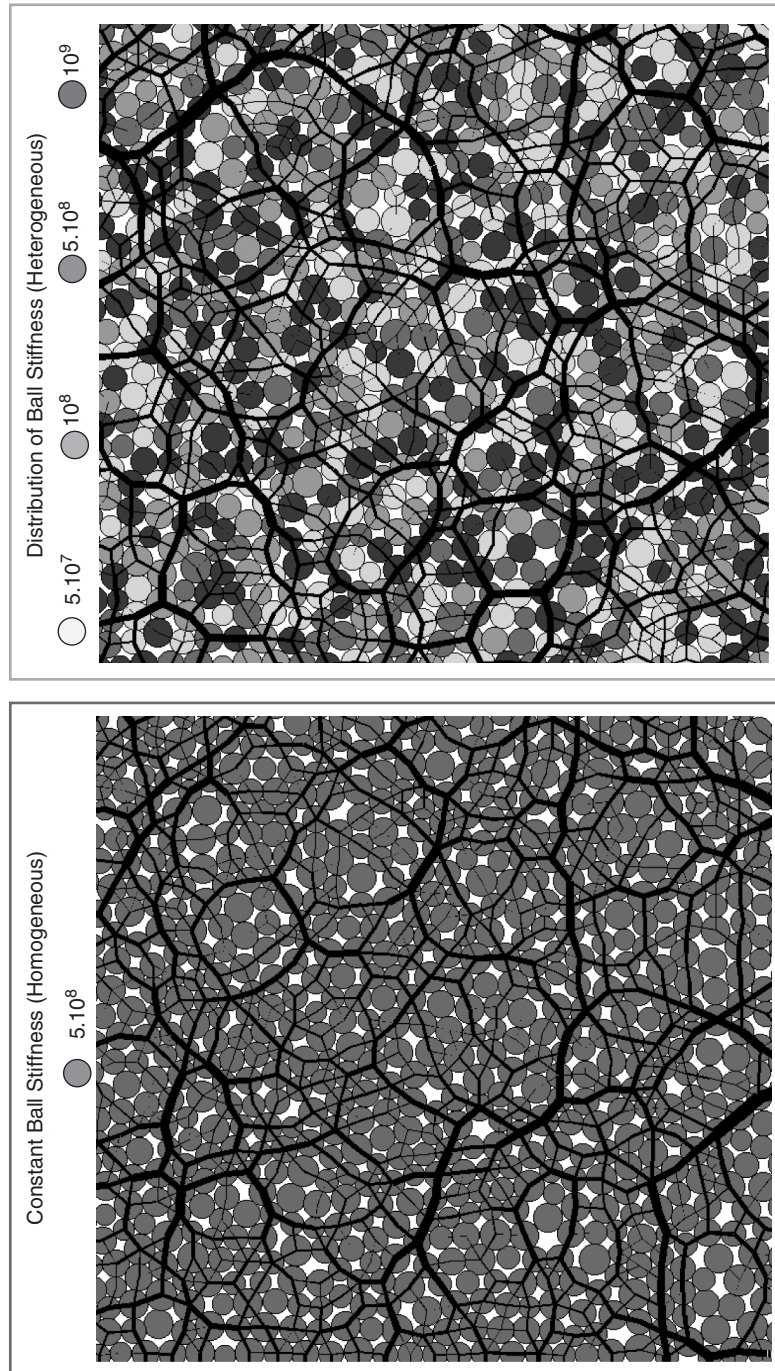 Constant Ball Stiffness (Homogeneous)
5.10⁸
Distribution of Ball Stiffness (Heterogeneous)
5.10⁷
10⁸
5.10⁸
10⁹